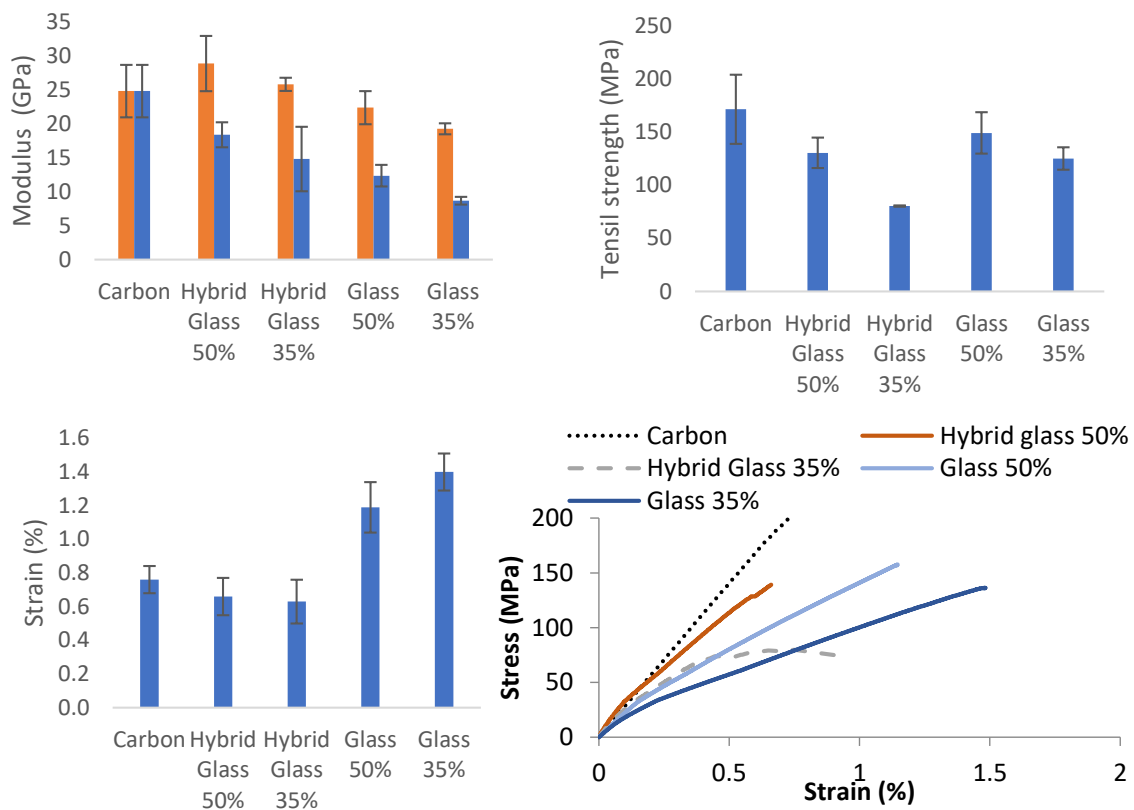 Modulus (GPa)
35
30
25
20
15
10
5
0
Carbon
Hybrid
Glass
50%
Hybrid
Glass
35%
Glass
50%
Glass
35%
Tensil strength (MPa)
250
200
150
100
50
0
Carbon
Hybrid
Glass
50%
Hybrid
Glass
35%
Glass
50%
Glass
35%
Strain (%)
1.6
1.4
1.2
1.0
0.8
0.6
0.4
0.2
0.0
Carbon
Hybrid
Glass
50%
Hybrid
Glass
35%
Glass
50%
Glass
35%
Carbon
Hybrid glass 50%
Hybrid Glass 35%
Glass 50%
Glass 35%
Stress (MPa)
200
150
100
50
0
0 0.5 1 1.5 2
Strain (%)